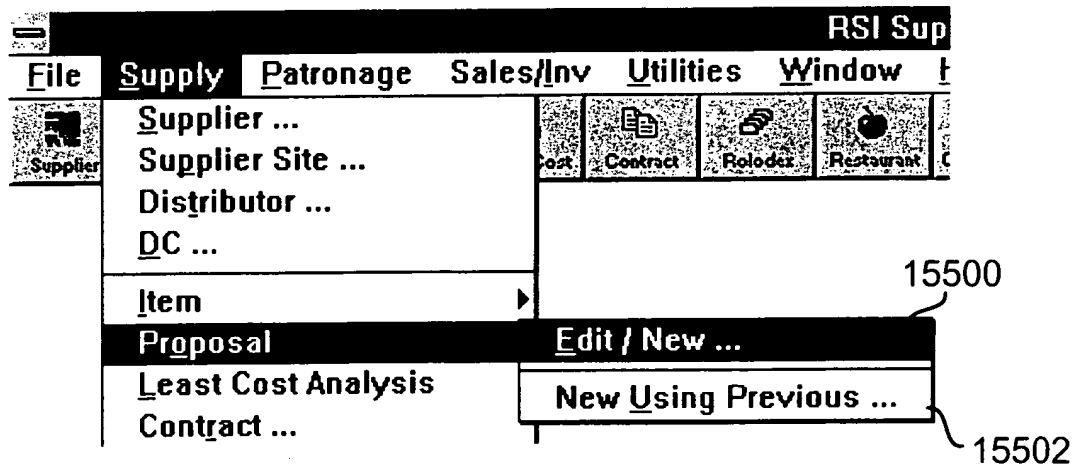 RSI Sup
File Supply Patronage Sales/Inv Utilities Window
Supplier Cost Contract Rolodex Restaurant
Supplier ...
Supplier Site ...
Distributor ...
DC ...
Item
Proposal
Least Cost Analysis
Contract ...
Edit / New ...
New Using Previous ...
15500
15502